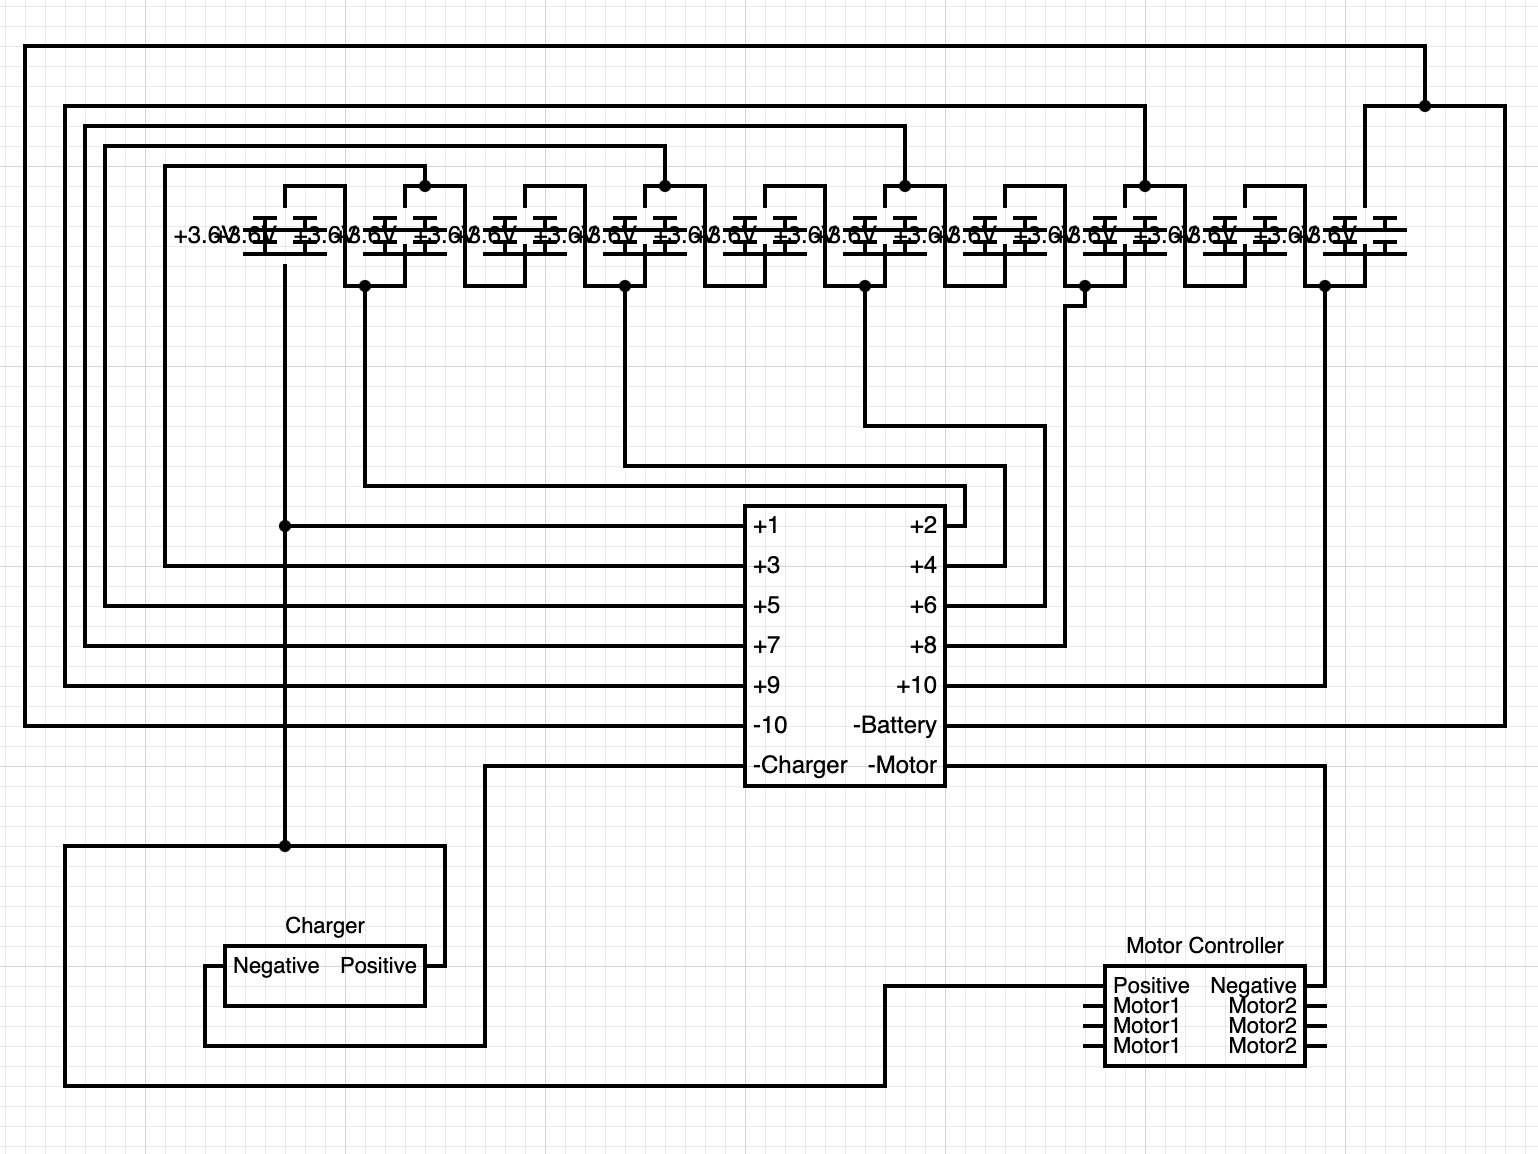 +3.6V +3.6V +3.6V +3.6V +3.6V +3.6V +3.6V +3.6V +3.6V +3.6V +3.6V +3.6V +3.6V +3.6V +3.6V +3.6V +3.6V +3.6V +3.6V +3.6V
+1 +2
+3 +4
+5 +6
+7 +8
+9 +10
-10 -Battery
-Charger -Motor
Charger
Negative Positive
Motor Controller
Positive Negative
Motor1 Motor2
Motor1 Motor2
Motor1 Motor2